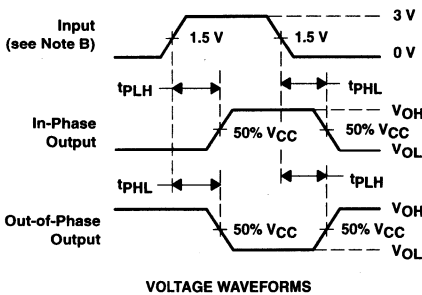 Input
(see Note B)
1.5 V
1.5 V
3 V
0 V
tPLH
tPHL
In-Phase
Output
50% VCC
50% VCC
VOH
VOL
tPHL
tPLH
Out-of-Phase
Output
50% VCC
50% VCC
VOH
VOL
VOLTAGE WAVEFORMS